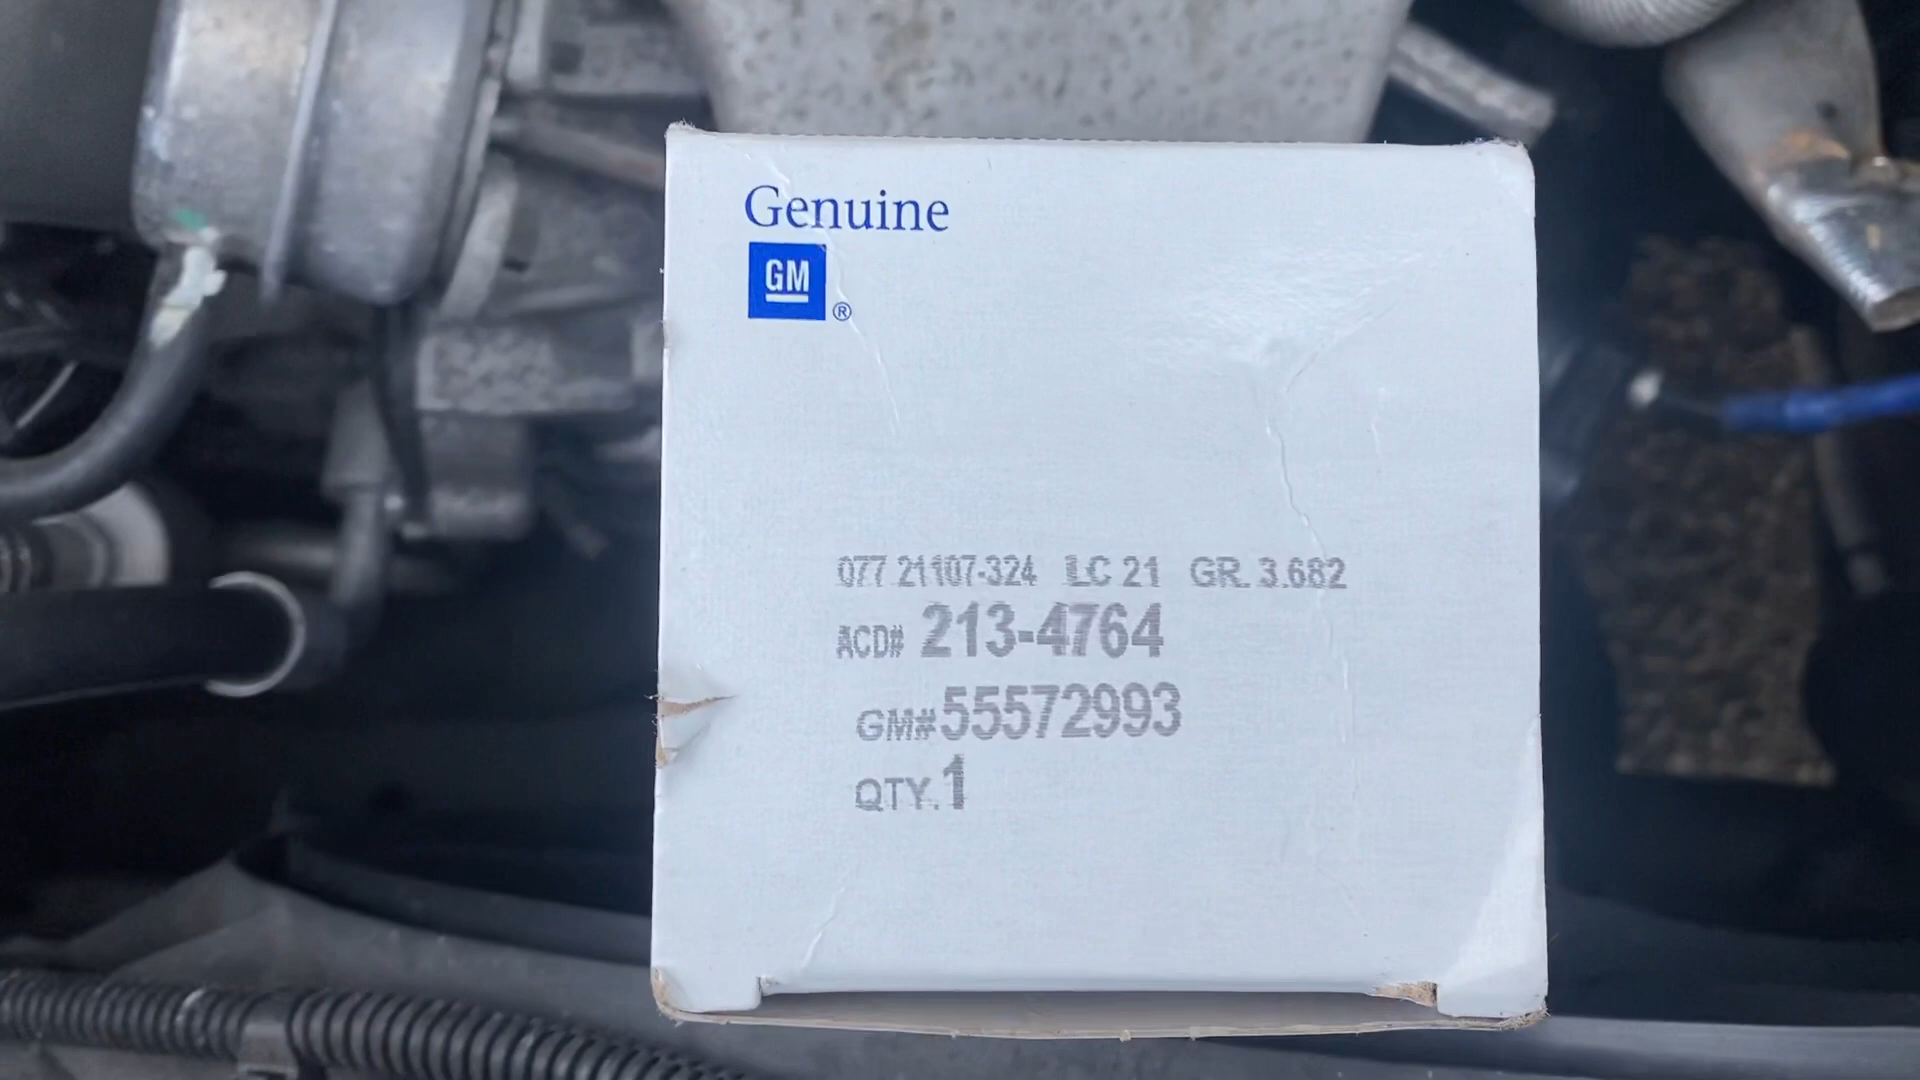 Genuine
GM ®
077 21107-324 LC 21 GR. 3.682
ACD# 213-4764
GM#55572993
QTY.1